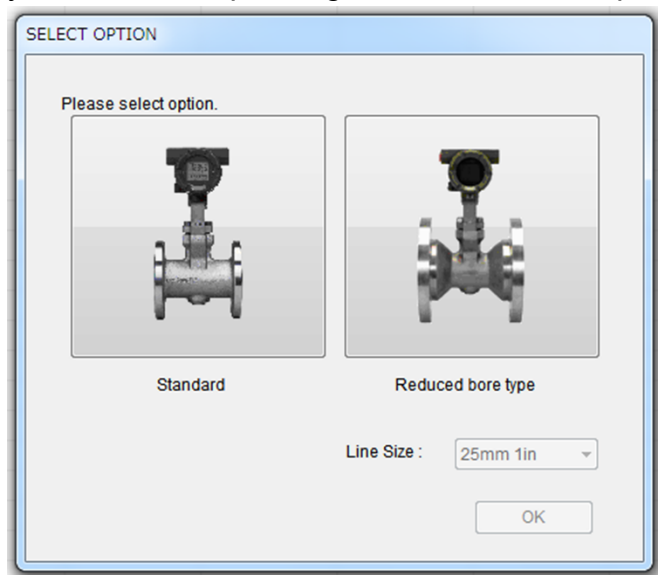 SELECT OPTION
Please select option.
Standard
Reduced bore type
Line Size :
25mm 1in
OK